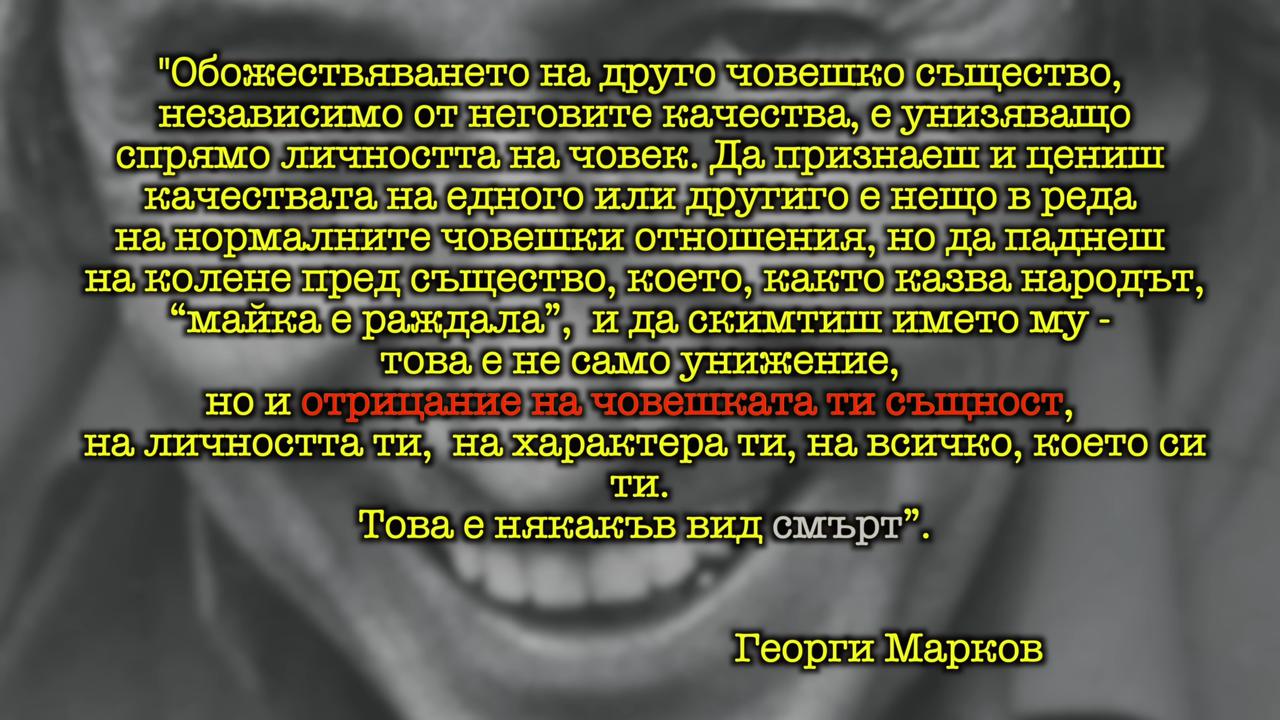 "Обожествяването на друго човешко същество,
независимо от неговите качества, е унизяващо
спрямо личността на човек. Да признаеш и цениш
качествата на едного или другиго е нещо в реда
на нормалните човешки отношения, но да паднеш
на колене пред същество, което, както казва народът,
“майка е раждала”,  и да скимтиш името му -
това е не само унижение,
но и отрицание на човешката ти същност,
на личността ти,  на характера ти, на всичко, което си
ти.
Това е някакъв вид смърт”.
Георги Марков